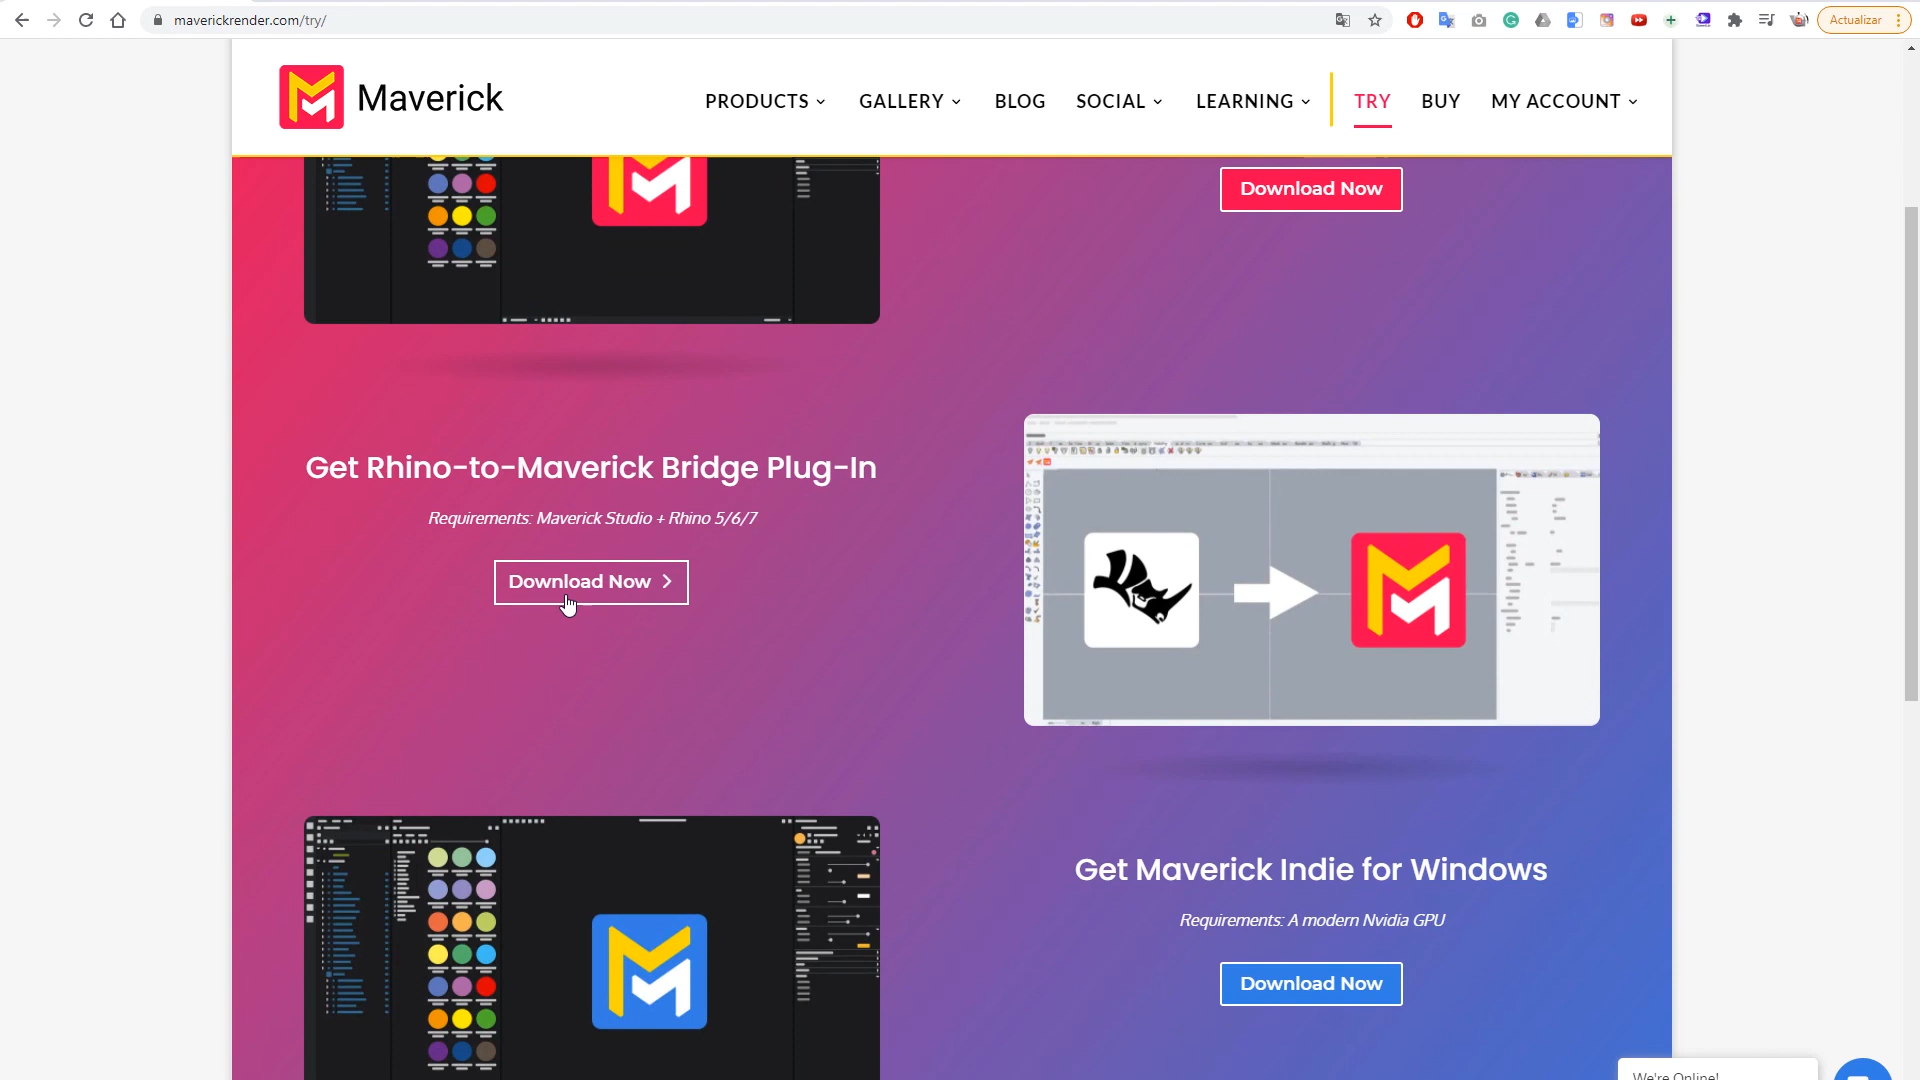 maverickrender.com/try/
Actualizar
Maverick
PRODUCTS
GALLERY
BLOG
SOCIAL
LEARNING
TRY
BUY
MY ACCOUNT
Download Now
Get Rhino-to-Maverick Bridge Plug-In
Requirements: Maverick Studio + Rhino 5/6/7
Download Now
Get Maverick Indie for Windows
Requirements: A modern Nvidia GPU
Download Now
We're Online!